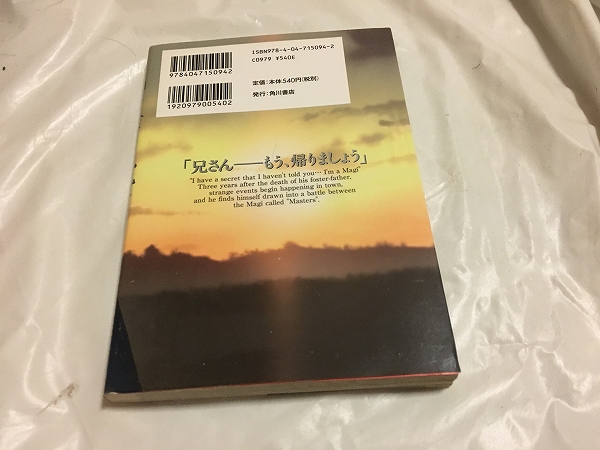 ISBN978-4-04-715094-2
C0979 ¥540E
9784047150942
定価:本体540円(税別)
1920979005402
発行:角川書店
「兄さん――もう、帰りましょう」
"I have a secret that I haven't told you… I'm a Magi"
Three years after the death of his foster-father,
strange events begin happening in town,
and he finds himself drawn into a battle between
the Magi called "Masters".